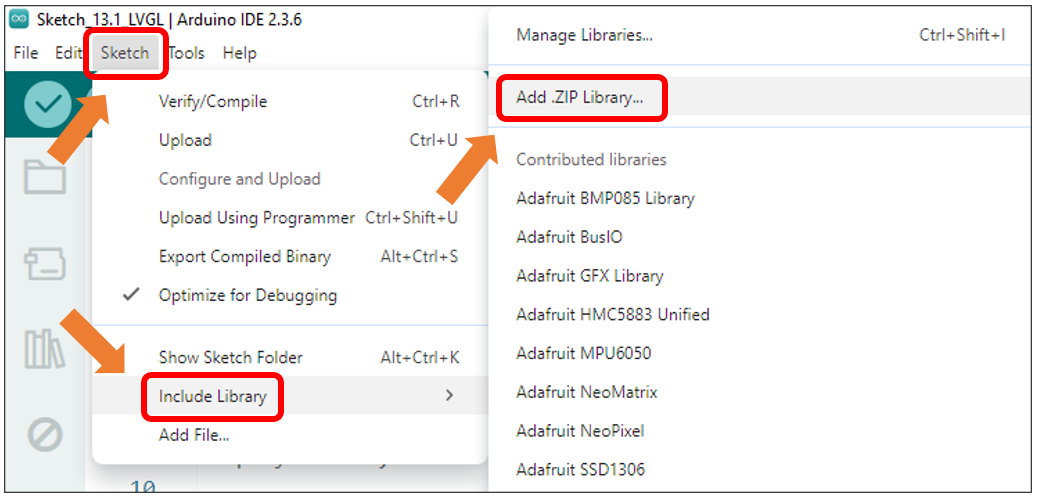 Sketch_13.1_LVGL | Arduino IDE 2.3.6
File Edit Sketch Tools Help
Verify/Compile Ctrl+R
Upload Ctrl+U
Configure and Upload
Upload Using Programmer Ctrl+Shift+U
Export Compiled Binary Alt+Ctrl+S
Optimize for Debugging
Show Sketch Folder Alt+Ctrl+K
Include Library
Add File...
10
Manage Libraries... Ctrl+Shift+I
Add .ZIP Library...
Contributed libraries
Adafruit BMP085 Library
Adafruit BusIO
Adafruit GFX Library
Adafruit HMC5883 Unified
Adafruit MPU6050
Adafruit NeoMatrix
Adafruit NeoPixel
Adafruit SSD1306